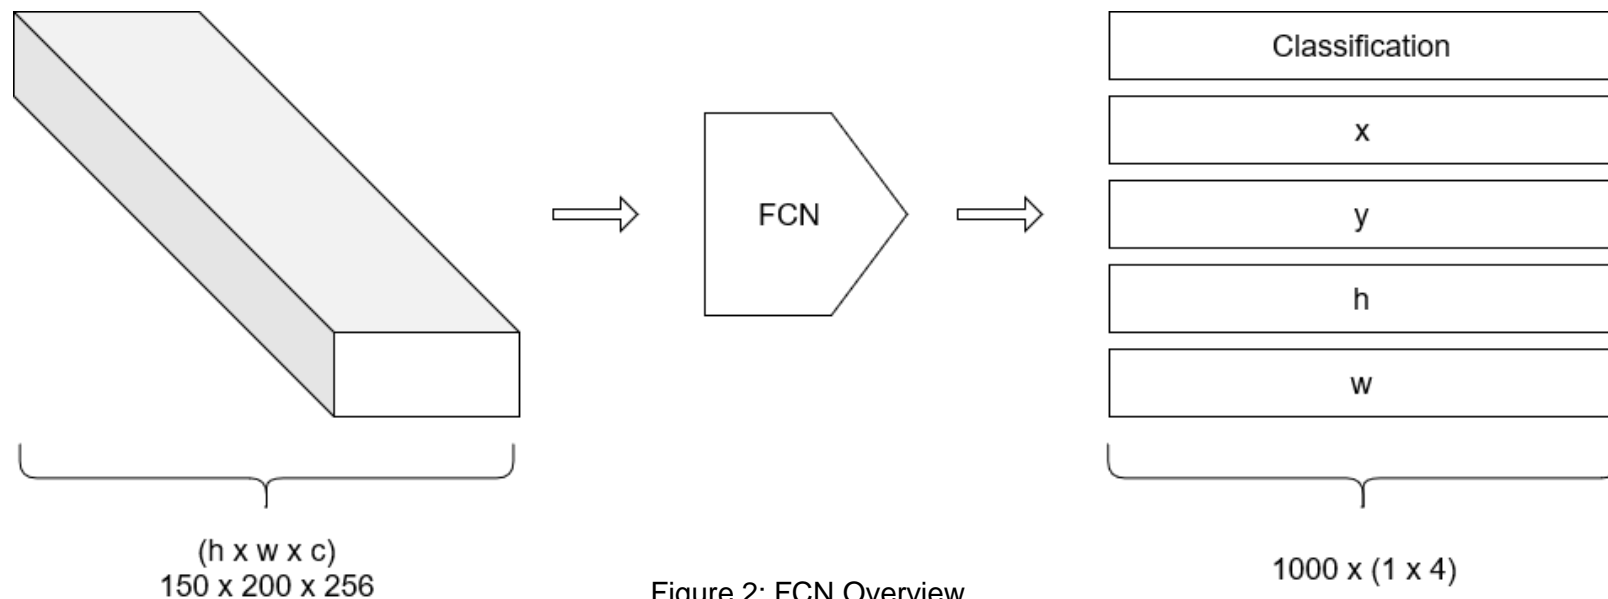 (h x w x c)
150 x 200 x 256
FCN
Classification
x
y
h
w
1000 x (1 x 4)
Figure 2: FCN Overview